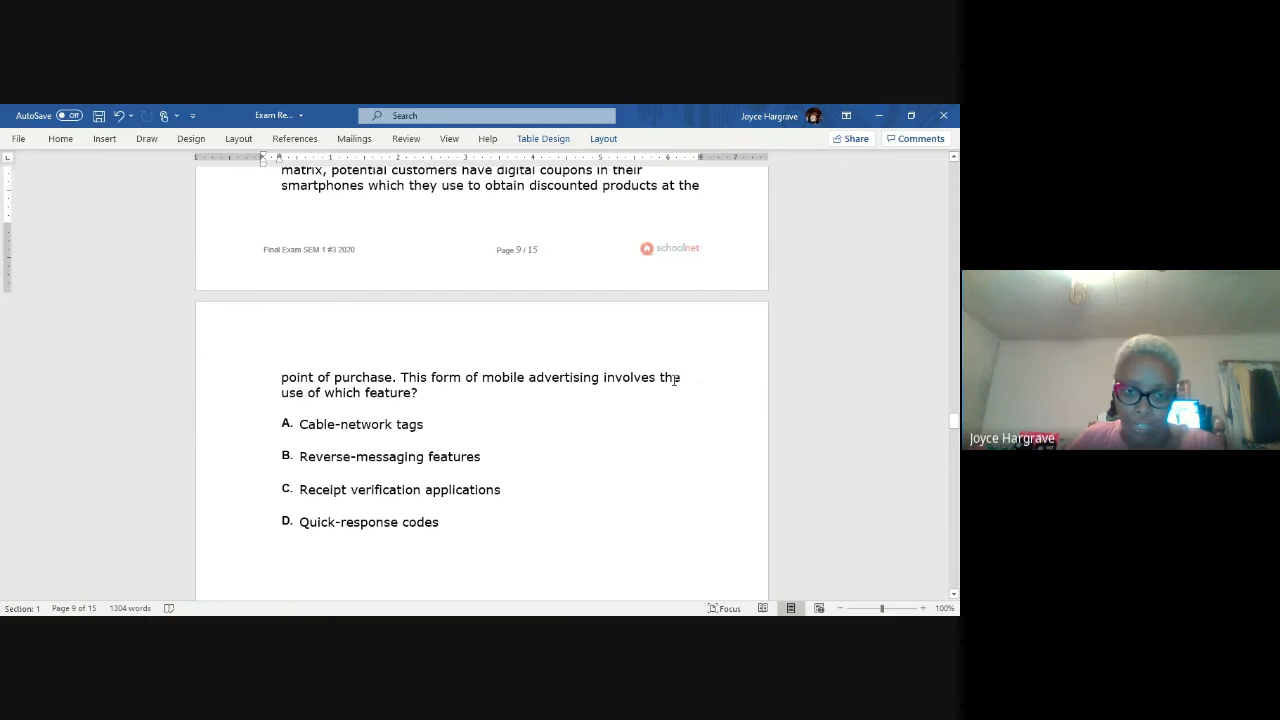 AutoSave Off Exam Re... Search Joyce Hargrave
File Home Insert Draw Design Layout References Mailings Review View Help Table Design Layout Share Comments
matrix, potential customers have digital coupons in their
smartphones which they use to obtain discounted products at the
Final Exam SEM 1 #3 2020 Page 9 / 15 schoolnet
point of purchase. This form of mobile advertising involves the
use of which feature?
A. Cable-network tags
B. Reverse-messaging features
C. Receipt verification applications
D. Quick-response codes
Joyce Hargrave
Section: 1 Page 9 of 15 1304 words Focus 100%